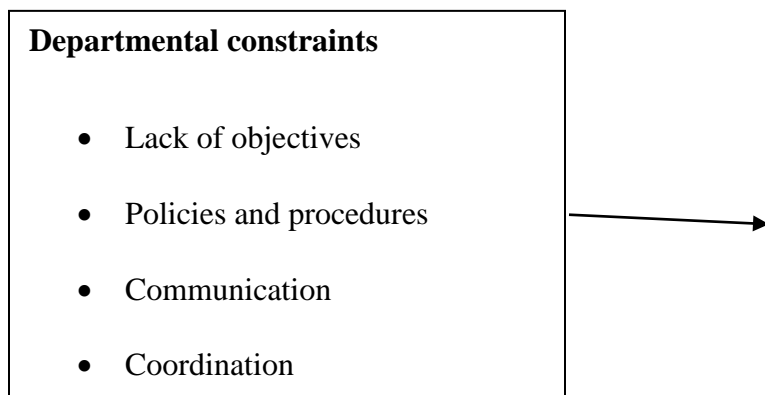 Departmental constraints
• Lack of objectives
• Policies and procedures
• Communication
• Coordination